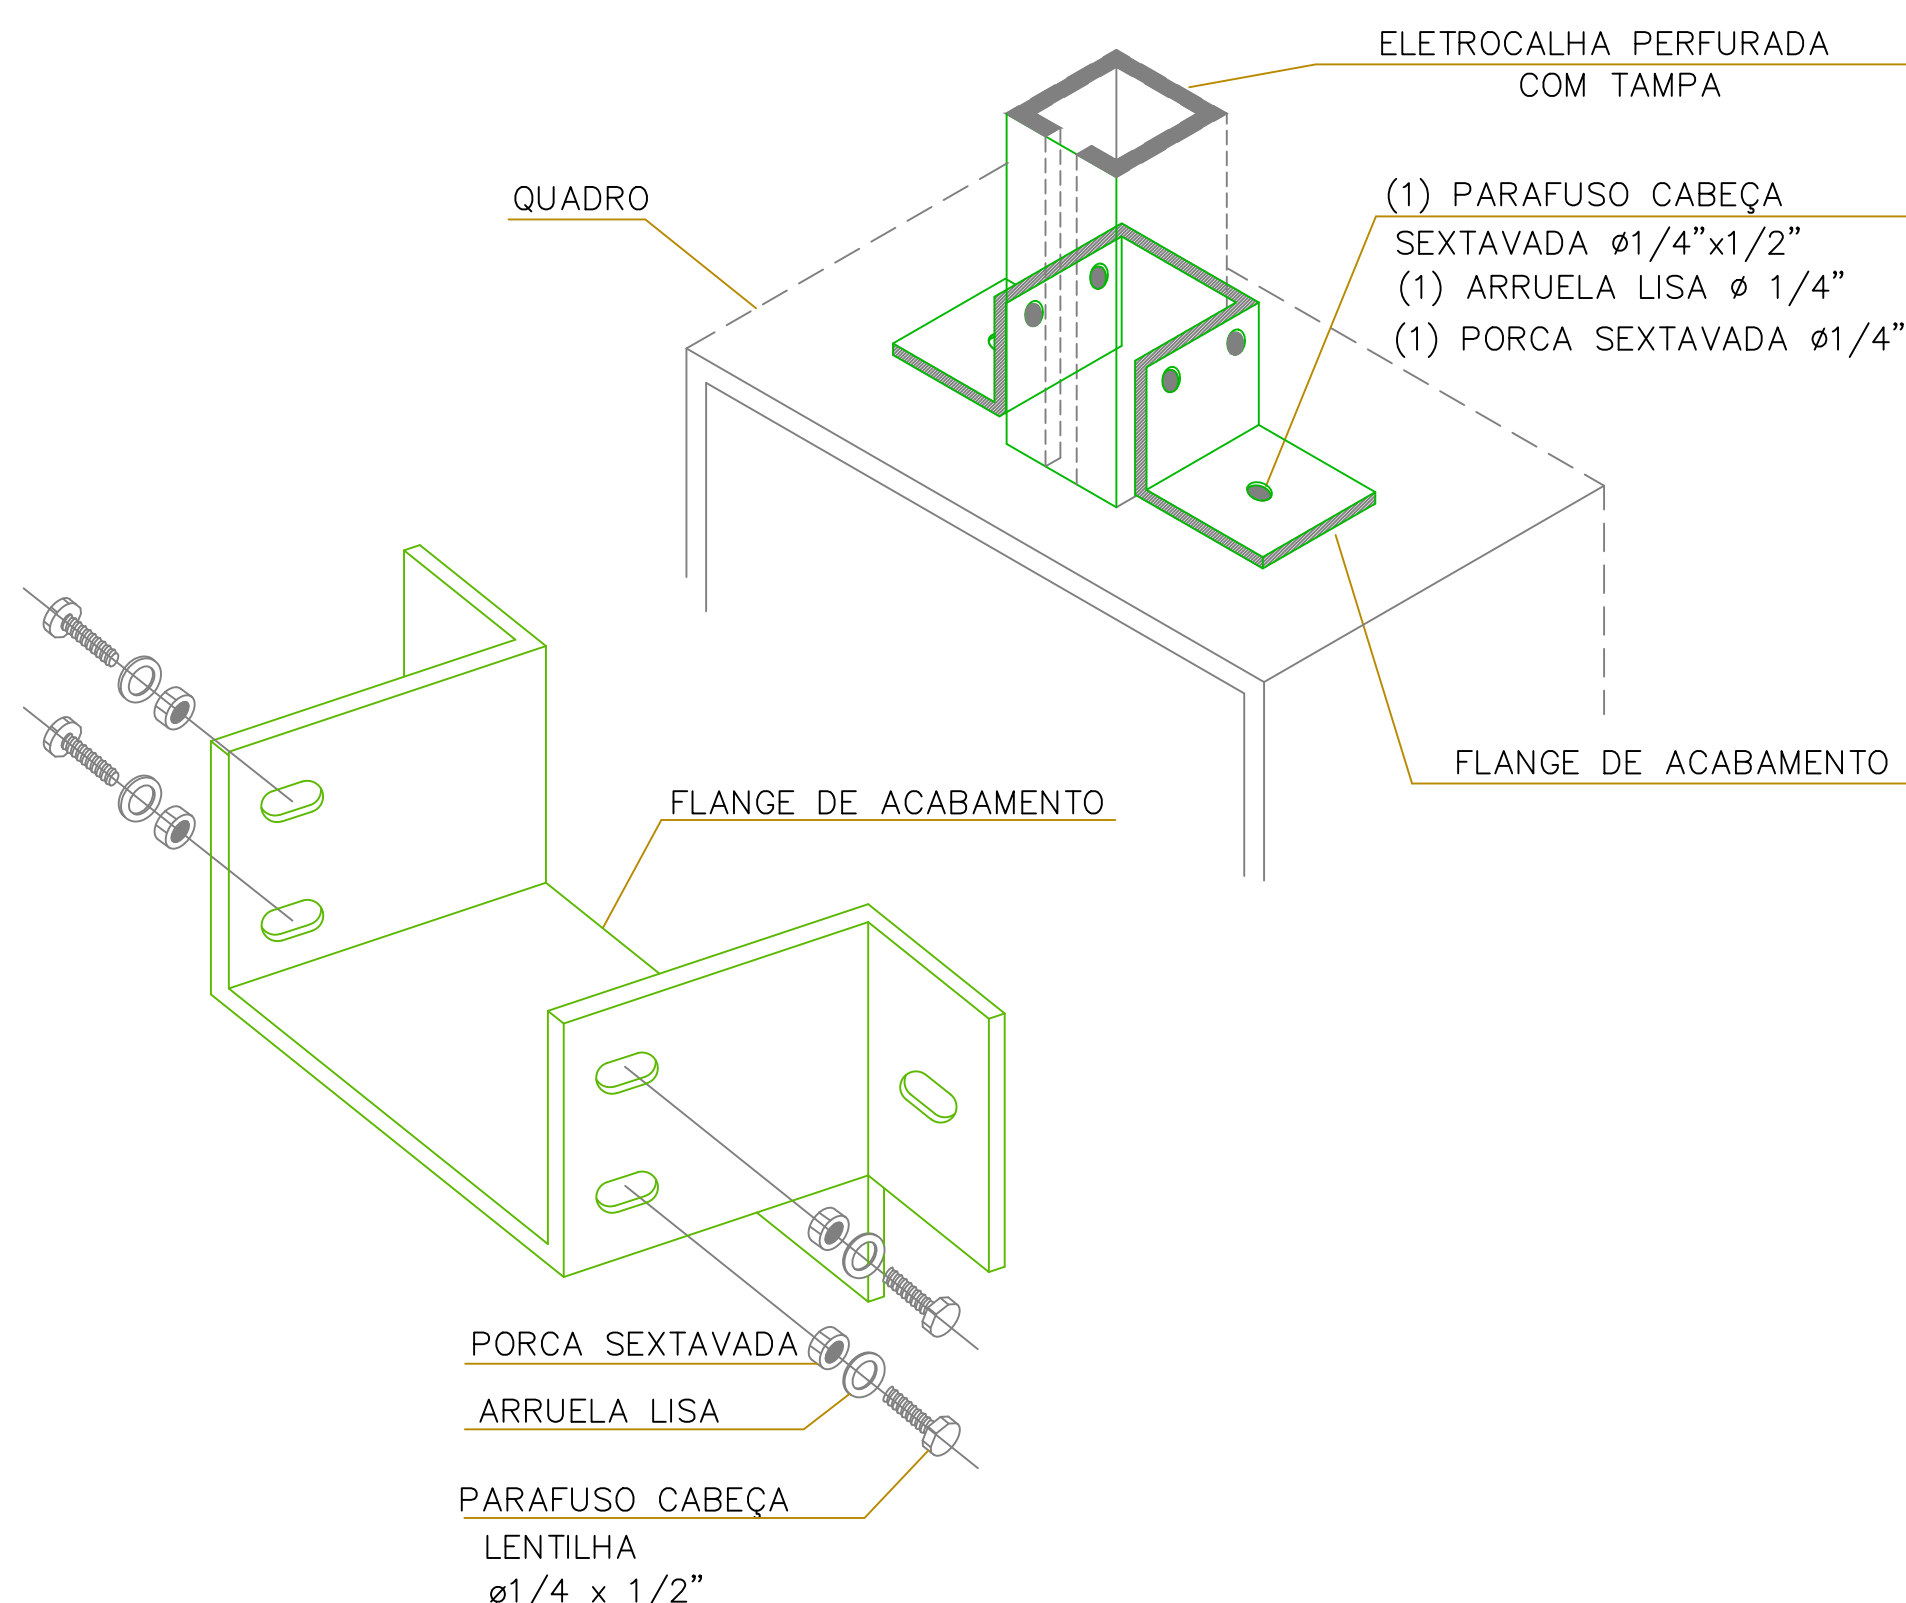 ELETROCALHA PERFURADA
COM TAMPA
QUADRO
(1) PARAFUSO CABEÇA
SEXTAVADA ø1/4"x1/2"
(1) ARRUELA LISA ø 1/4"
(1) PORCA SEXTAVADA ø1/4"
FLANGE DE ACABAMENTO
FLANGE DE ACABAMENTO
PORCA SEXTAVADA
ARRUELA LISA
PARAFUSO CABEÇA
LENTILHA
ø1/4 x 1/2"